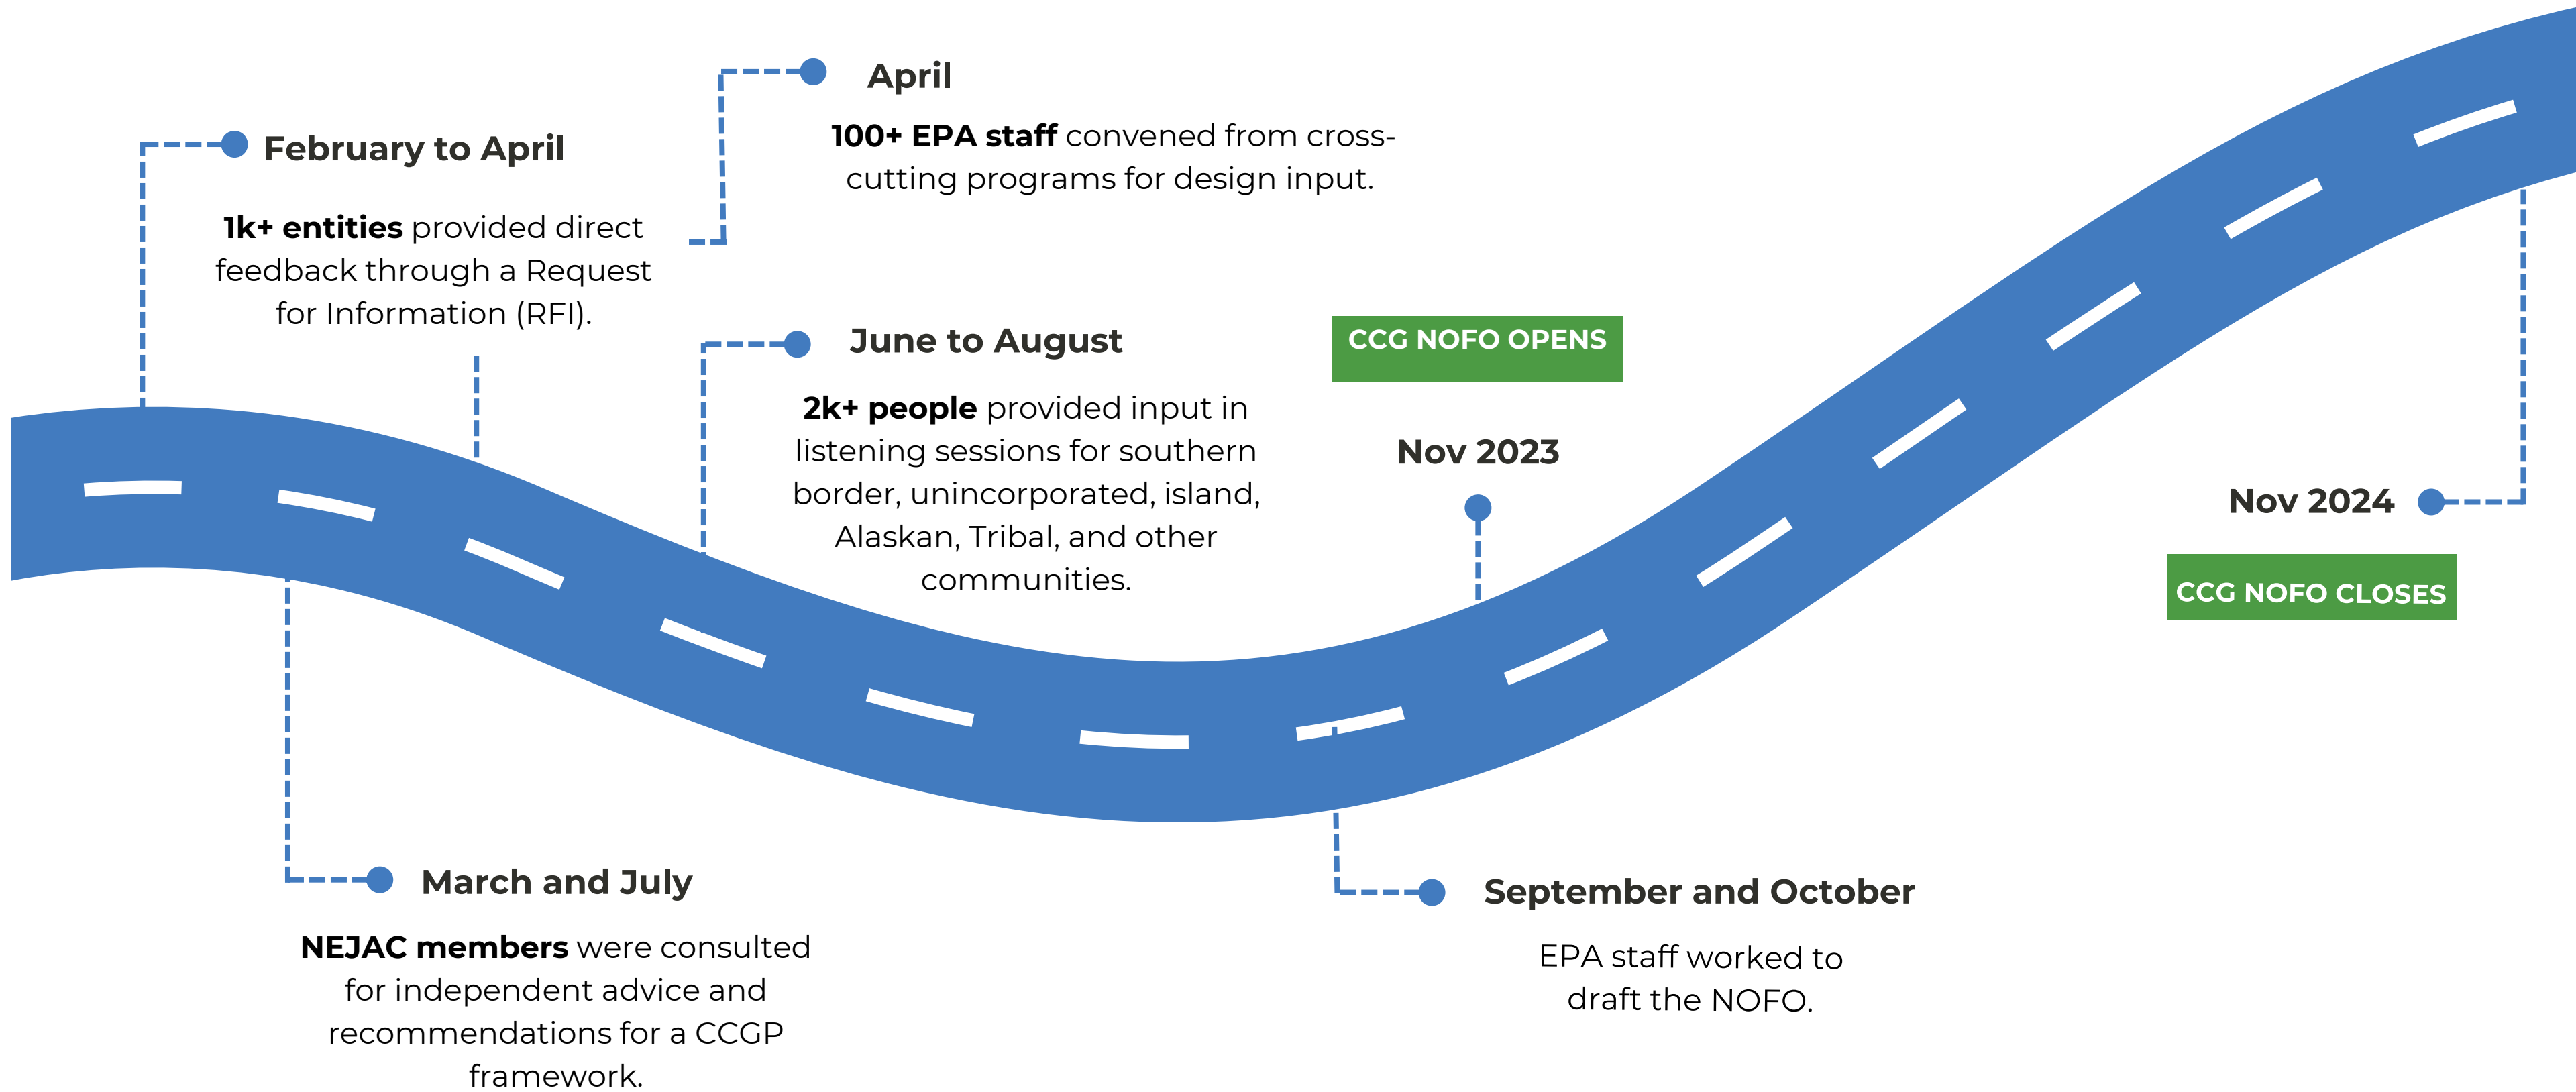 February to April
1k+ entities provided direct
feedback through a Request
for Information (RFI).
April
100+ EPA staff convened from cross-
cutting programs for design input.
March and July
NEJAC members were consulted
for independent advice and
recommendations for a CCGP
framework.
June to August
2k+ people provided input in
listening sessions for southern
border, unincorporated, island,
Alaskan, Tribal, and other
communities.
September and October
EPA staff worked to
draft the NOFO.
CCG NOFO OPENS
Nov 2023
Nov 2024
CCG NOFO CLOSES